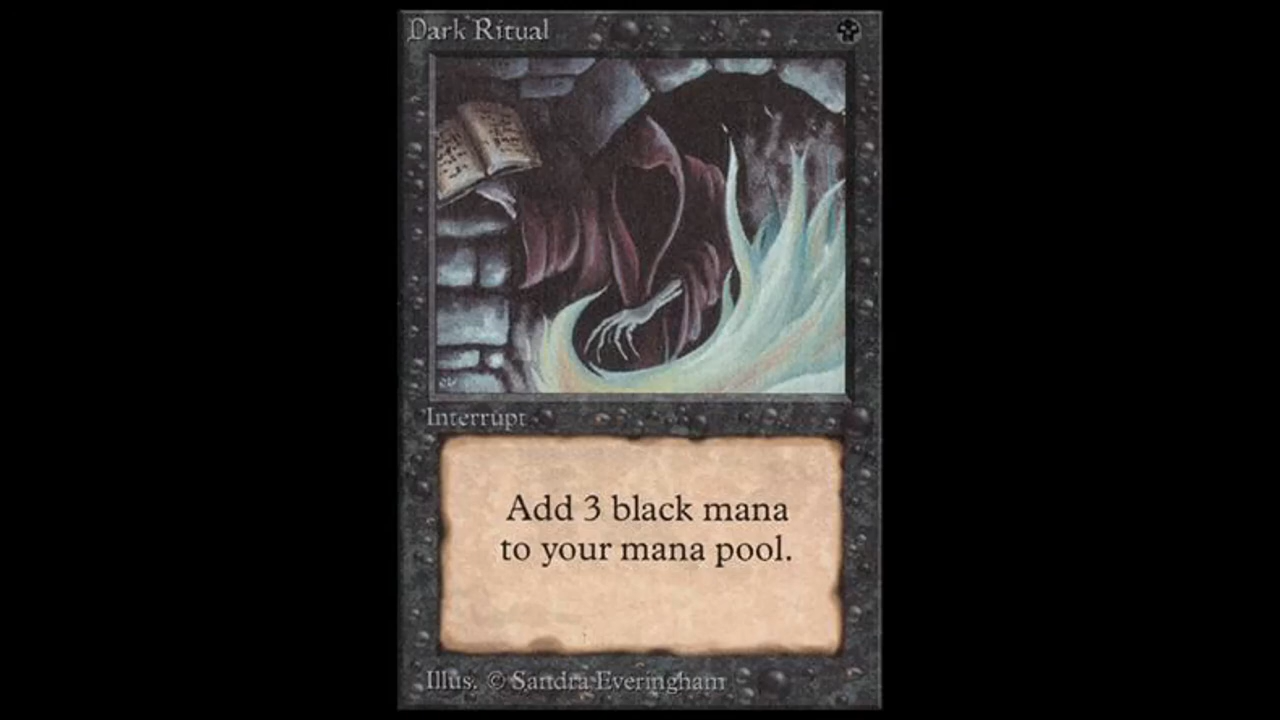 Dark Ritual
Interrupt
Add 3 black mana
to your mana pool.
Illus. © Sandra Everingham